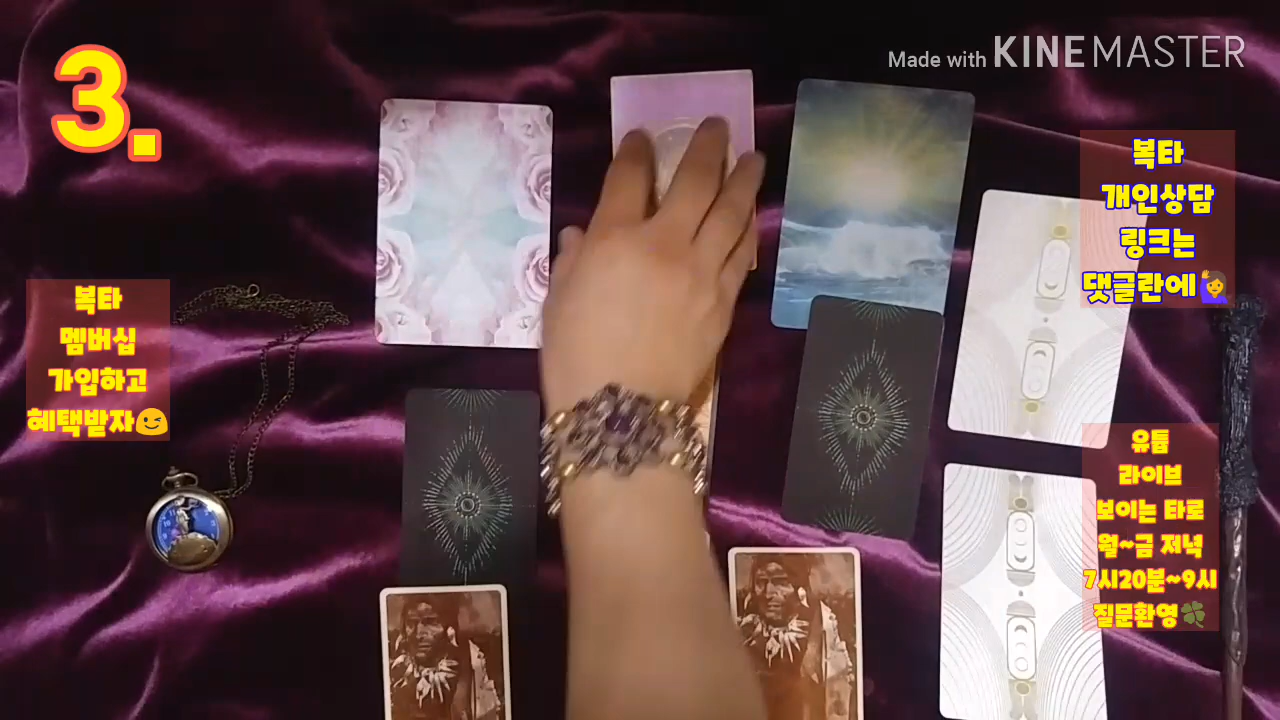 3.
Made with KINEMASTER
복타
개인상담
링크는
댓글란에🙋‍♀️
복타
멤버십
가입하고
혜택받자😉
유튭
라이브
보이는 타로
월~금 저녁
7시20분~9시
질문환영🍀